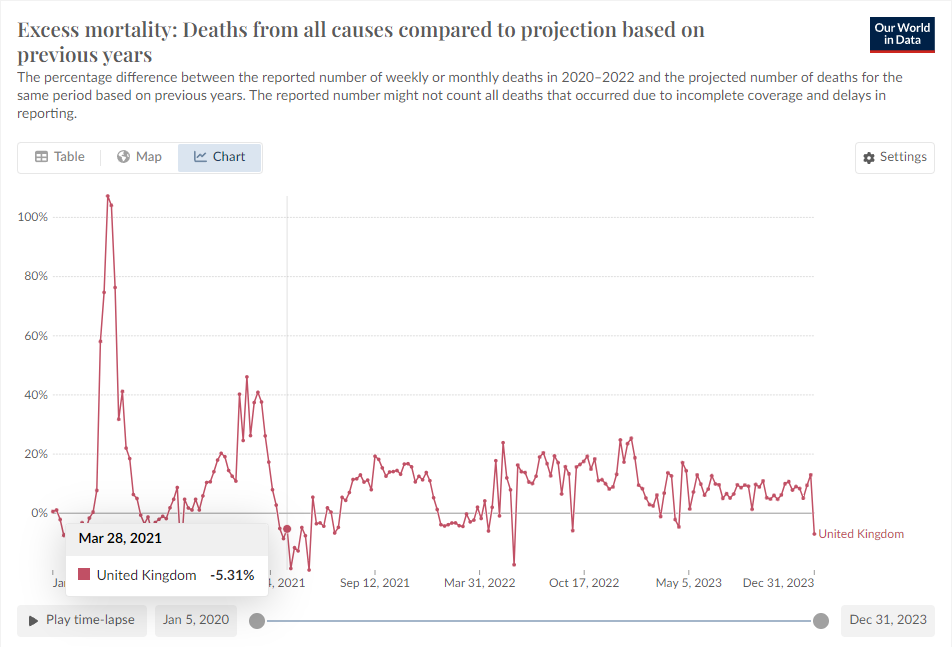 Excess mortality: Deaths from all causes compared to projection based on
previous years
Our World
in Data
The percentage difference between the reported number of weekly or monthly deaths in 2020–2022 and the projected number of deaths for the
same period based on previous years. The reported number might not count all deaths that occurred due to incomplete coverage and delays in
reporting.
Table
Map
Chart
Settings
100%
80%
60%
40%
20%
0%
United Kingdom
Mar 28, 2021
United Kingdom -5.31%
Sep 12, 2021
Mar 31, 2022
Oct 17, 2022
May 5, 2023
Dec 31, 2023
Play time-lapse
Jan 5, 2020
Dec 31, 2023